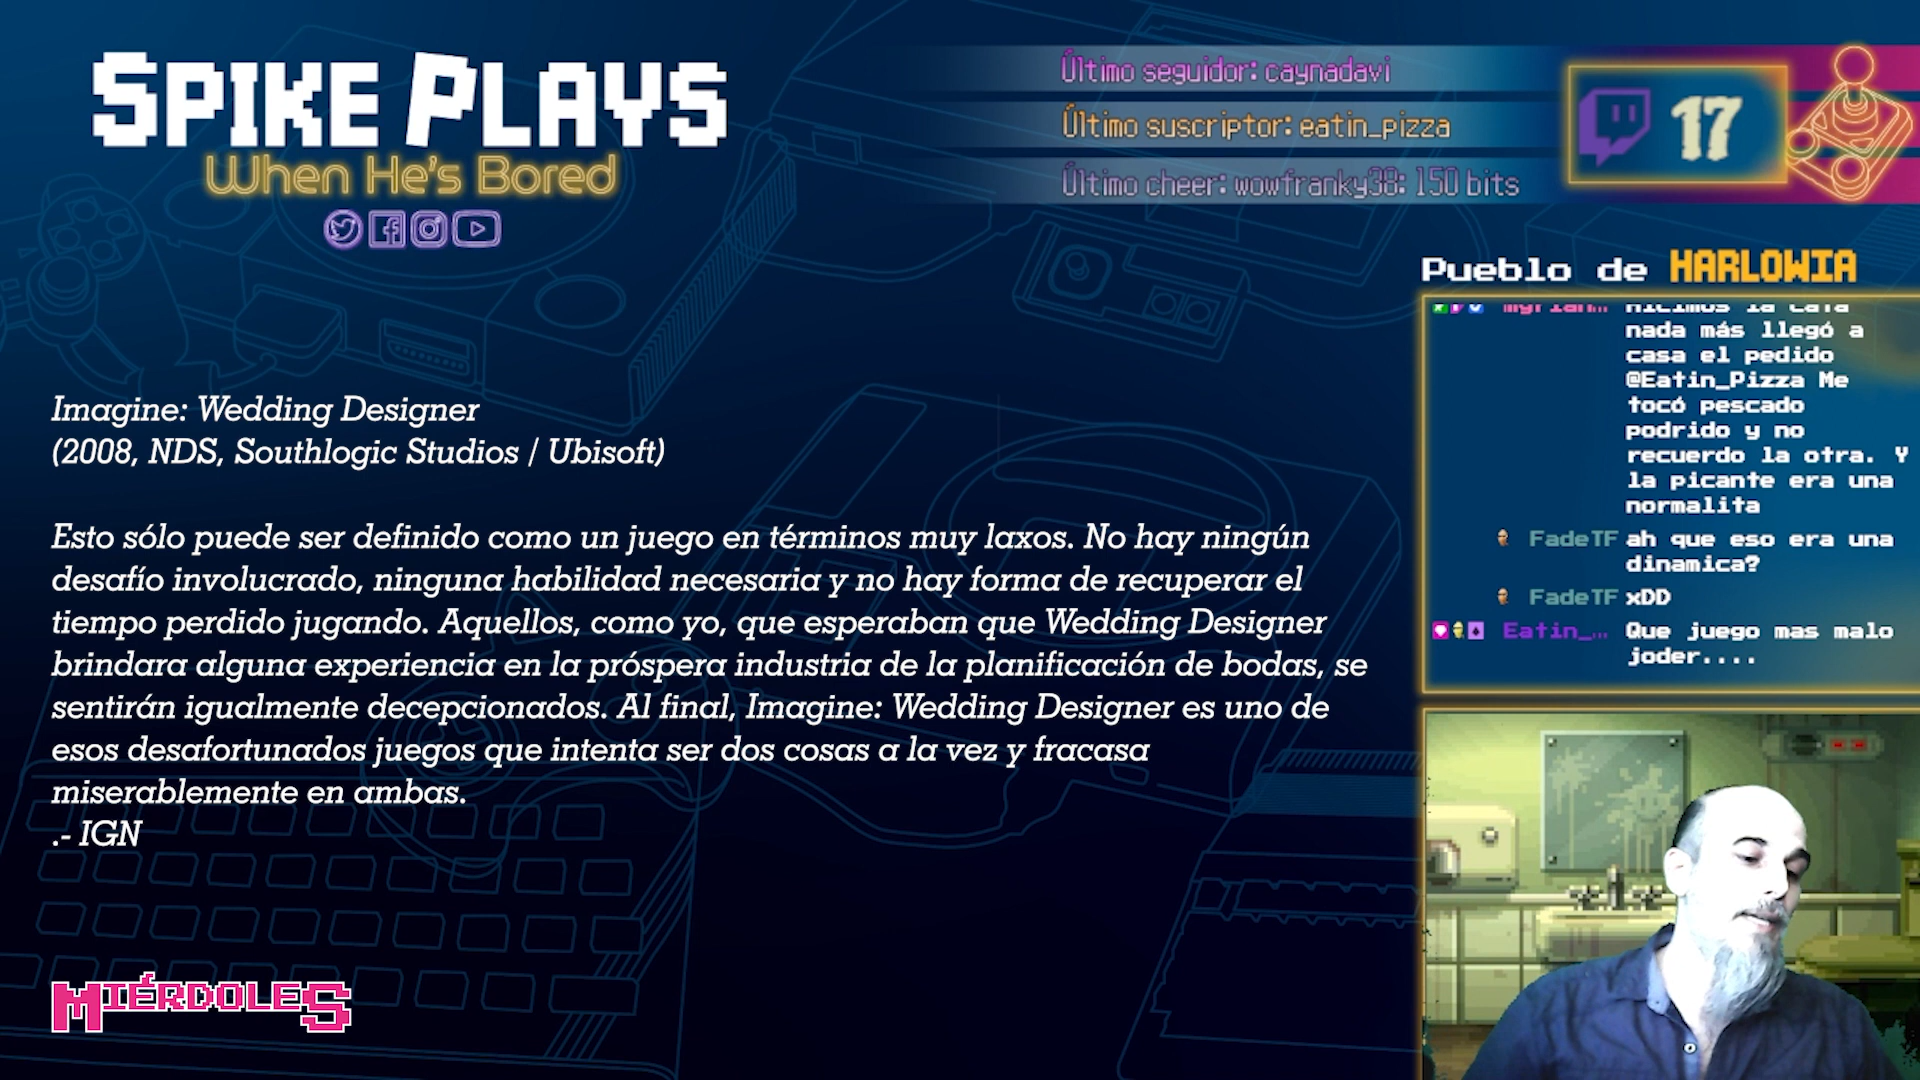 SPIKE PLAYS
When He's Bored
Último seguidor: caynadavi
Último suscriptor: eatin_pizza
Último cheer: wowfranky38: 150 bits
17
Pueblo de HARLOWIA
Imagine: Wedding Designer
(2008, NDS, Southlogic Studios / Ubisoft)
Esto sólo puede ser definido como un juego en términos muy laxos. No hay ningún
desafío involucrado, ninguna habilidad necesaria y no hay forma de recuperar el
tiempo perdido jugando. Aquellos, como yo, que esperaban que Wedding Designer
brindara alguna experiencia en la próspera industria de la planificación de bodas, se
sentirán igualmente decepcionados. Al final, Imagine: Wedding Designer es uno de
esos desafortunados juegos que intenta ser dos cosas a la vez y fracasa
miserablemente en ambas.
.- IGN
MIÉRDOLES
hicimos la cata
nada más llegó a
casa el pedido
@Eatin_Pizza Me
tocó pescado
podrido y no
recuerdo la otra. Y
la picante era una
normalita
FadeTF ah que eso era una
dinamica?
FadeTF xDD
Eatin_... Que juego mas malo
joder....